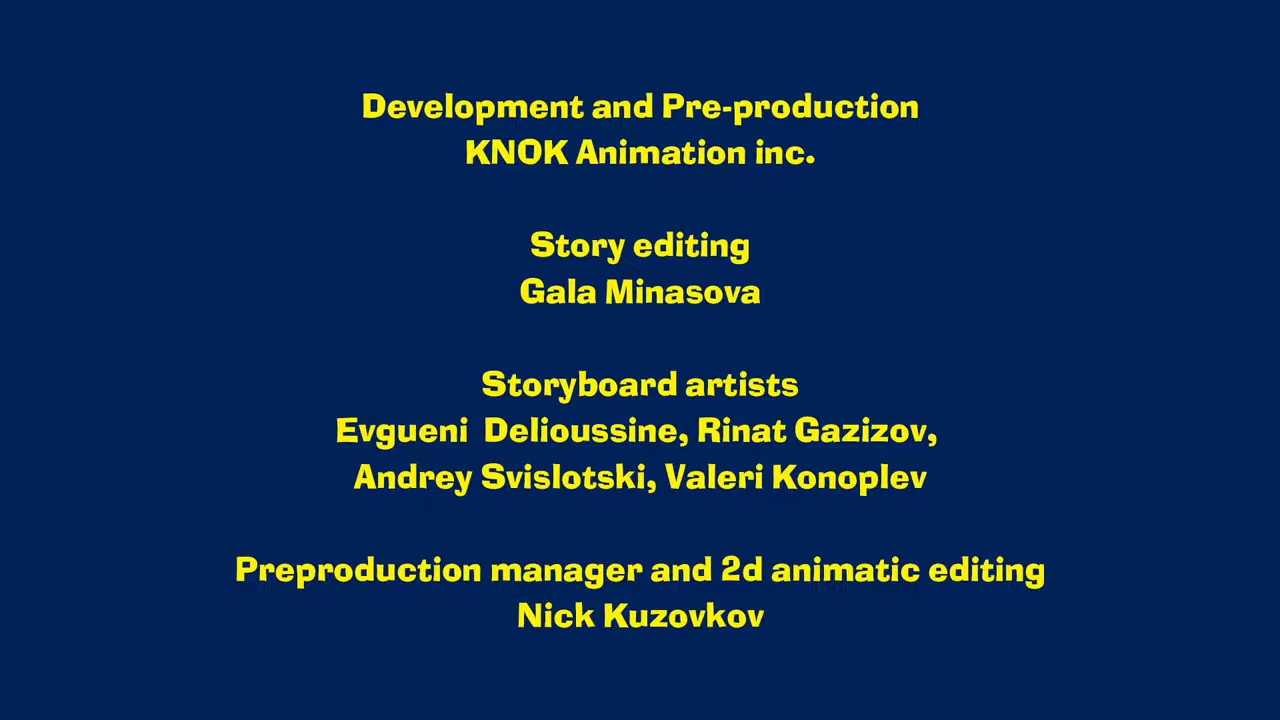 Development and Pre-production
KNOK Animation inc.
Story editing
Gala Minasova
Storyboard artists
Evgueni  Delioussine, Rinat Gazizov,
Andrey Svislotski, Valeri Konoplev
Preproduction manager and 2d animatic editing
Nick Kuzovkov